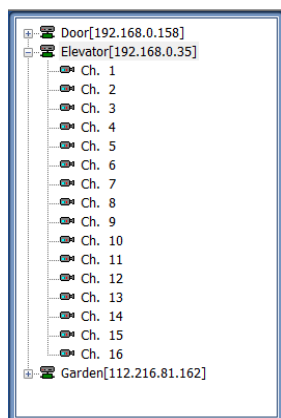 Door[192.168.0.158]
Elevator[192.168.0.35]
Ch. 1
Ch. 2
Ch. 3
Ch. 4
Ch. 5
Ch. 6
Ch. 7
Ch. 8
Ch. 9
Ch. 10
Ch. 11
Ch. 12
Ch. 13
Ch. 14
Ch. 15
Ch. 16
Garden[112.216.81.162]